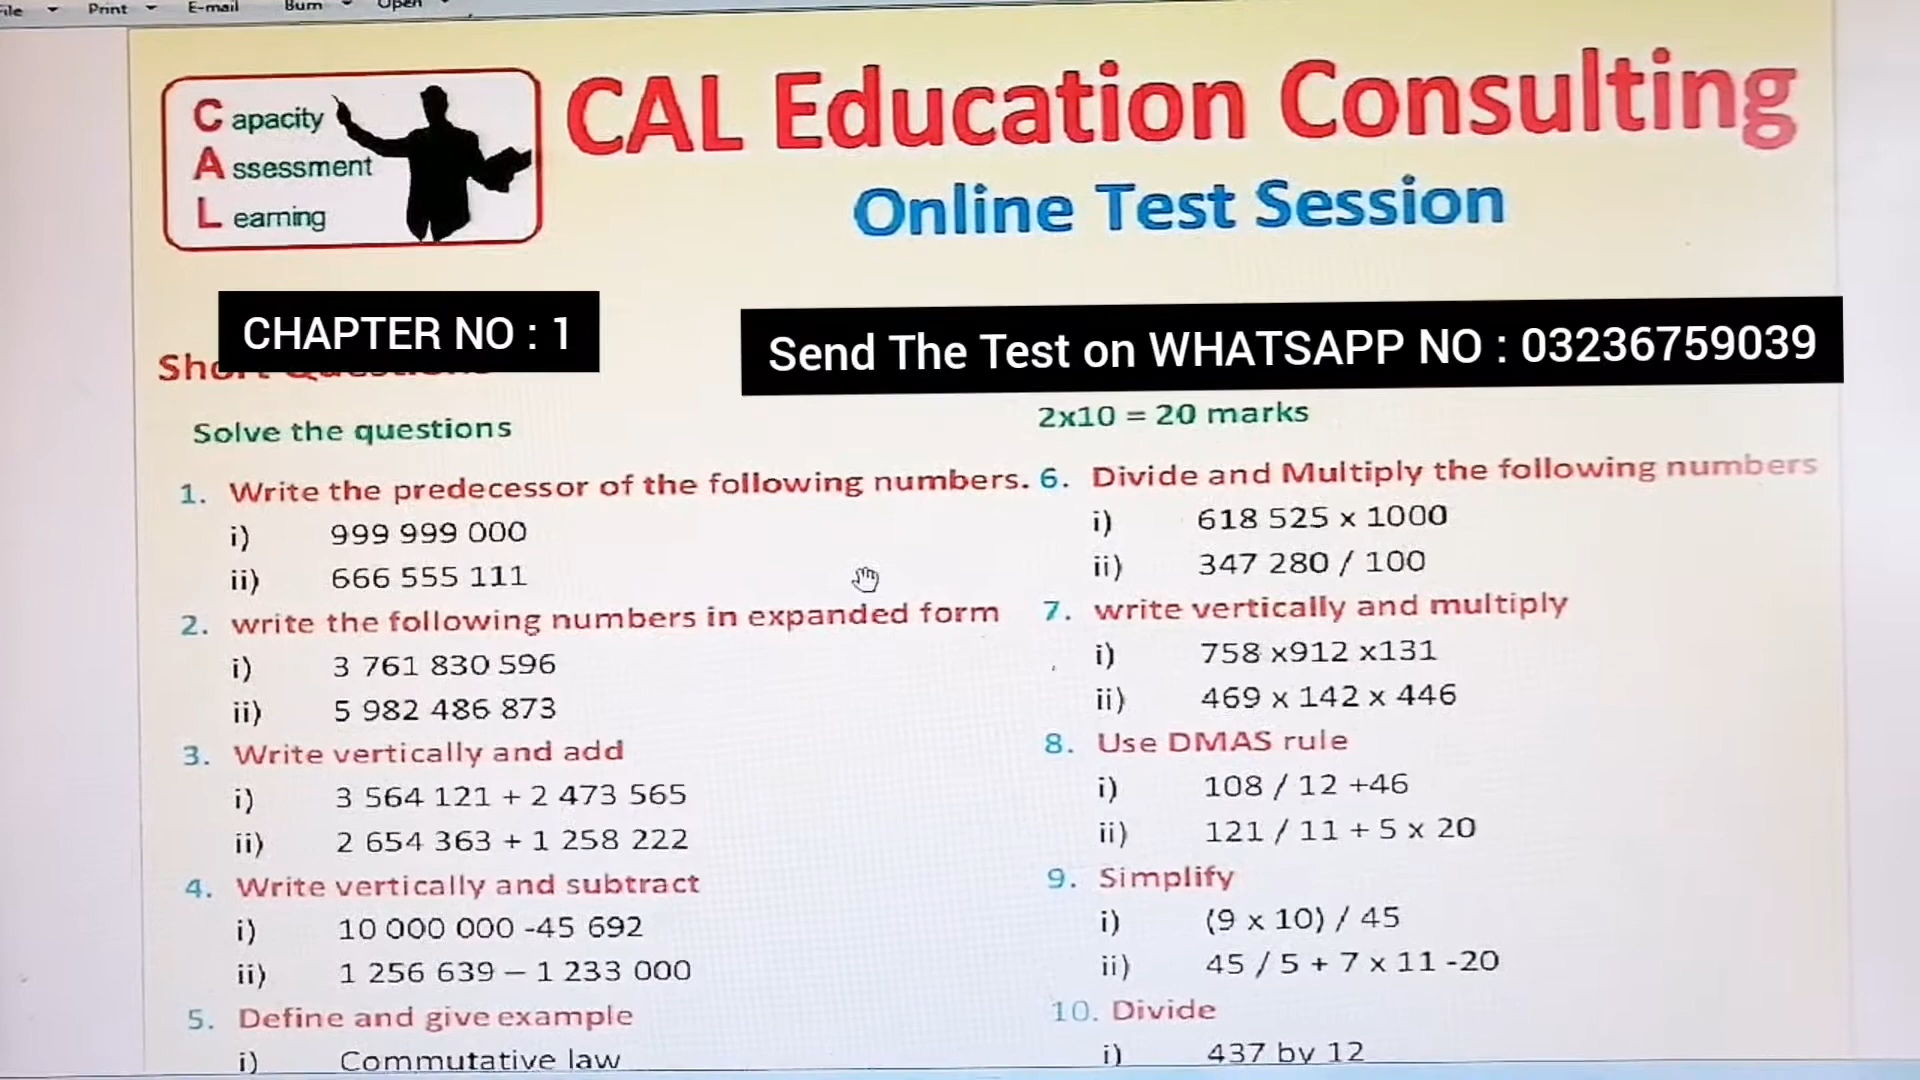 File Print E-mail Burn Open
Capacity
Assessment
Learning
CAL Education Consulting
Online Test Session
CHAPTER NO : 1
Send The Test on WHATSAPP NO : 03236759039
Solve the questions
2x10 = 20 marks
1. Write the predecessor of the following numbers.
i) 999 999 000
ii) 666 555 111
2. write the following numbers in expanded form
i) 3 761 830 596
ii) 5 982 486 873
3. Write vertically and add
i) 3 564 121 + 2 473 565
ii) 2 654 363 + 1 258 222
4. Write vertically and subtract
i) 10 000 000 -45 692
ii) 1 256 639 – 1 233 000
5. Define and give example
i) Commutative law
6. Divide and Multiply the following numbers
i) 618 525 x 1000
ii) 347 280 / 100
7. write vertically and multiply
i) 758 x912 x131
ii) 469 x 142 x 446
8. Use DMAS rule
i) 108 / 12 +46
ii) 121 / 11 + 5 x 20
9. Simplify
i) (9 x 10) / 45
ii) 45 / 5 + 7 x 11 -20
10. Divide
i) 437 by 12